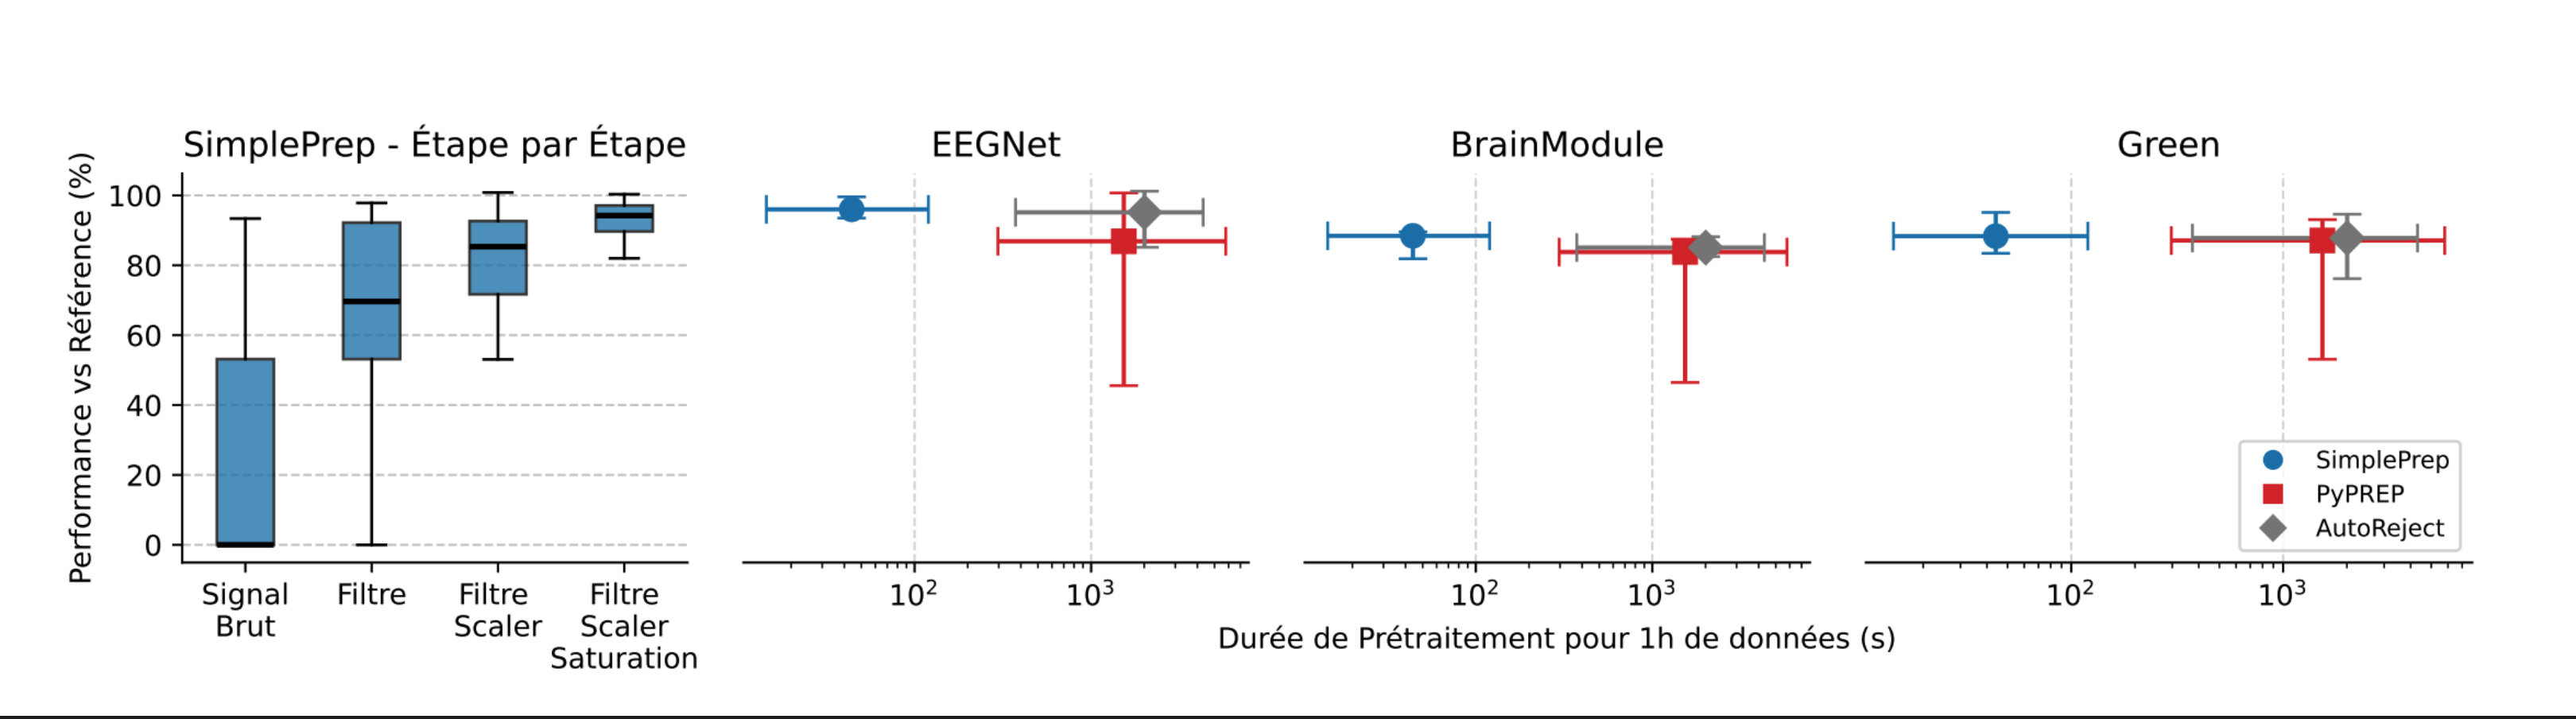 SimplePrep - Étape par Étape
Performance vs Référence (%)
100
80
60
40
20
0
Signal
Brut
Filtre
Filtre
Scaler
Filtre
Scaler
Saturation
EEGNet
10²
10³
BrainModule
10²
10³
Green
10²
10³
SimplePrep
PyPREP
AutoReject
Durée de Prétraitement pour 1h de données (s)